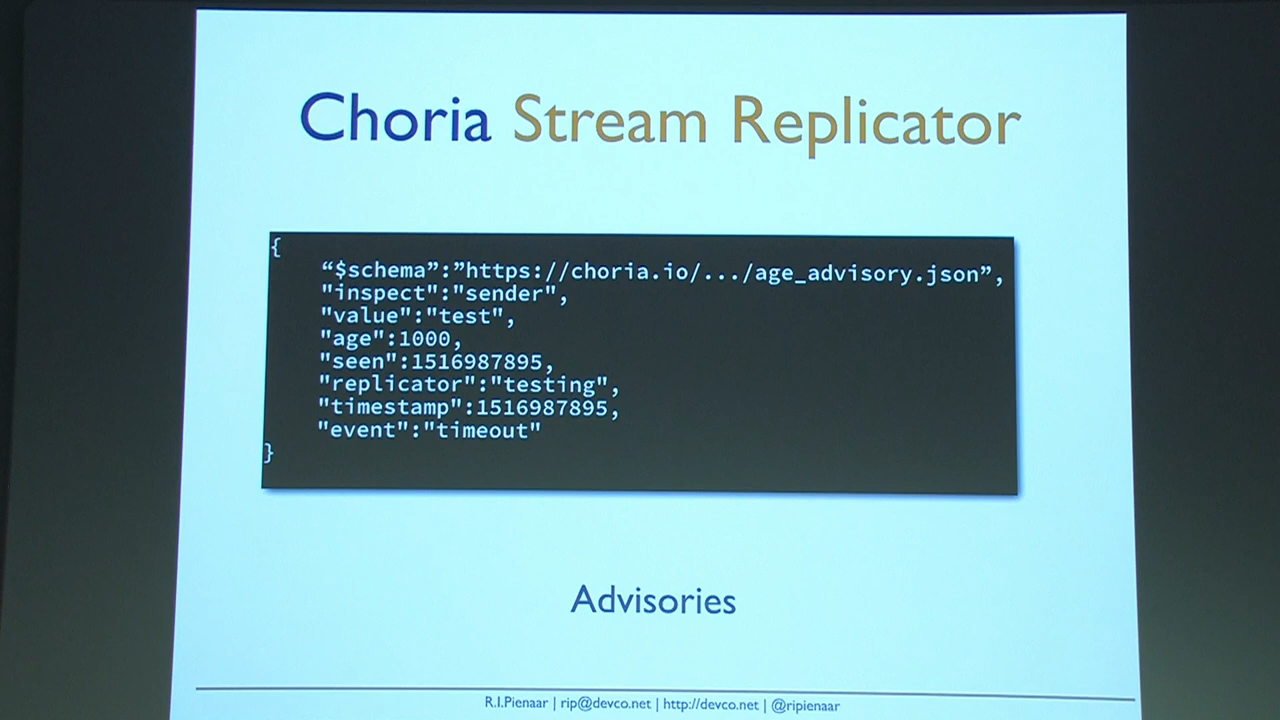 Choria Stream Replicator
{
“$schema”:”https://choria.io/.../age_advisory.json”,
"inspect":"sender",
"value":"test",
"age":1000,
"seen":1516987895,
"replicator":"testing",
"timestamp":1516987895,
"event":"timeout"
}
Advisories
R.I.Pienaar | rip@devco.net | http://devco.net | @ripienaar